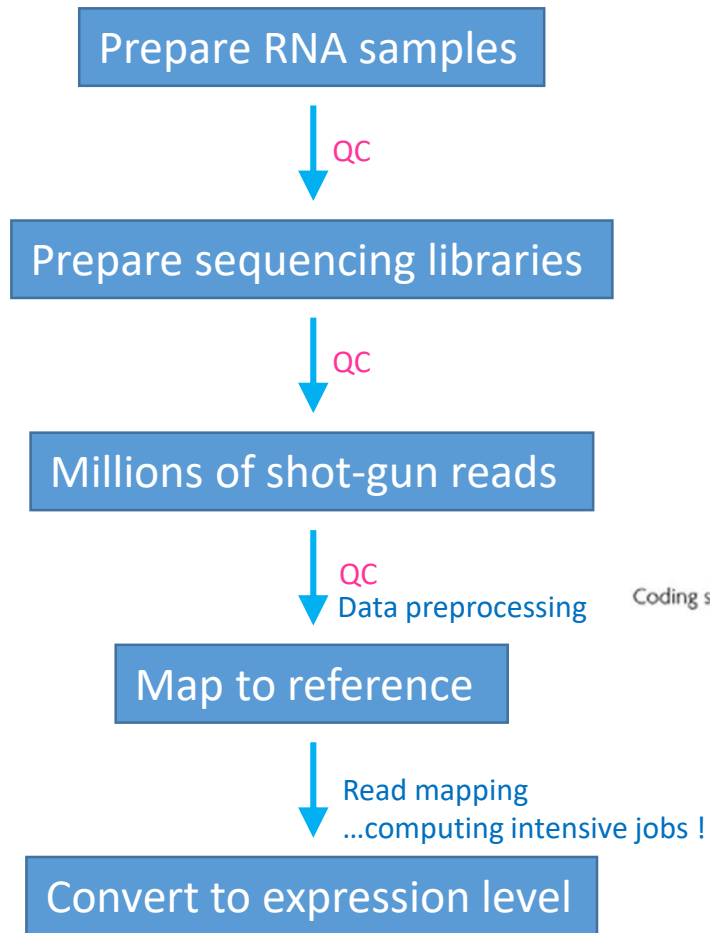 Prepare RNA samples
QC
Prepare sequencing libraries
QC
Millions of shot-gun reads
QC
Data preprocessing
Coding s
Map to reference
Read mapping
...computing intensive jobs !
Convert to expression level